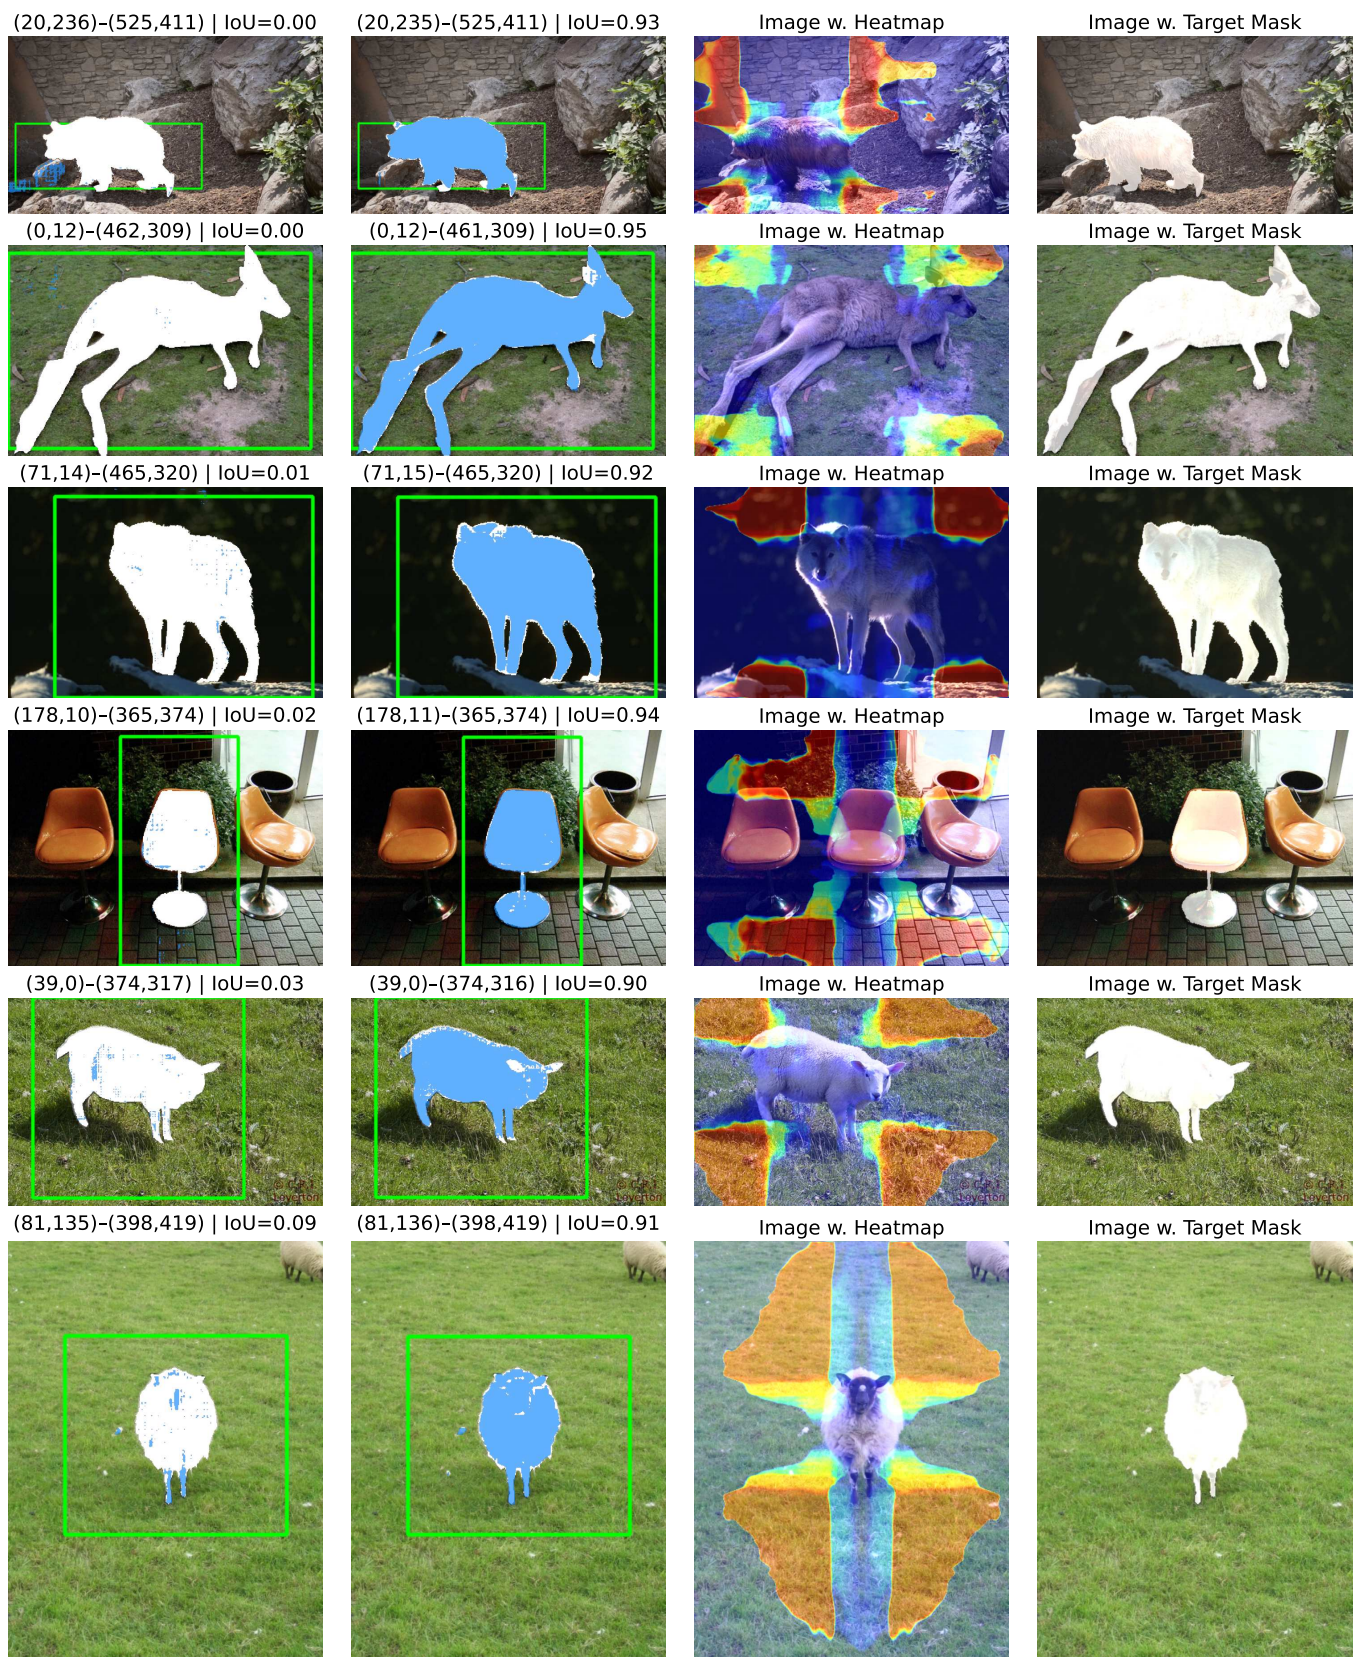 (20,236)–(525,411) | IoU=0.00
(20,235)–(525,411) | IoU=0.93
Image w. Heatmap
Image w. Target Mask
(0,12)–(462,309) | IoU=0.00
(0,12)–(461,309) | IoU=0.95
Image w. Heatmap
Image w. Target Mask
(71,14)–(465,320) | IoU=0.01
(71,15)–(465,320) | IoU=0.92
Image w. Heatmap
Image w. Target Mask
(178,10)–(365,374) | IoU=0.02
(178,11)–(365,374) | IoU=0.94
Image w. Heatmap
Image w. Target Mask
(39,0)–(374,317) | IoU=0.03
(39,0)–(374,316) | IoU=0.90
Image w. Heatmap
Image w. Target Mask
(81,135)–(398,419) | IoU=0.09
(81,136)–(398,419) | IoU=0.91
Image w. Heatmap
Image w. Target Mask